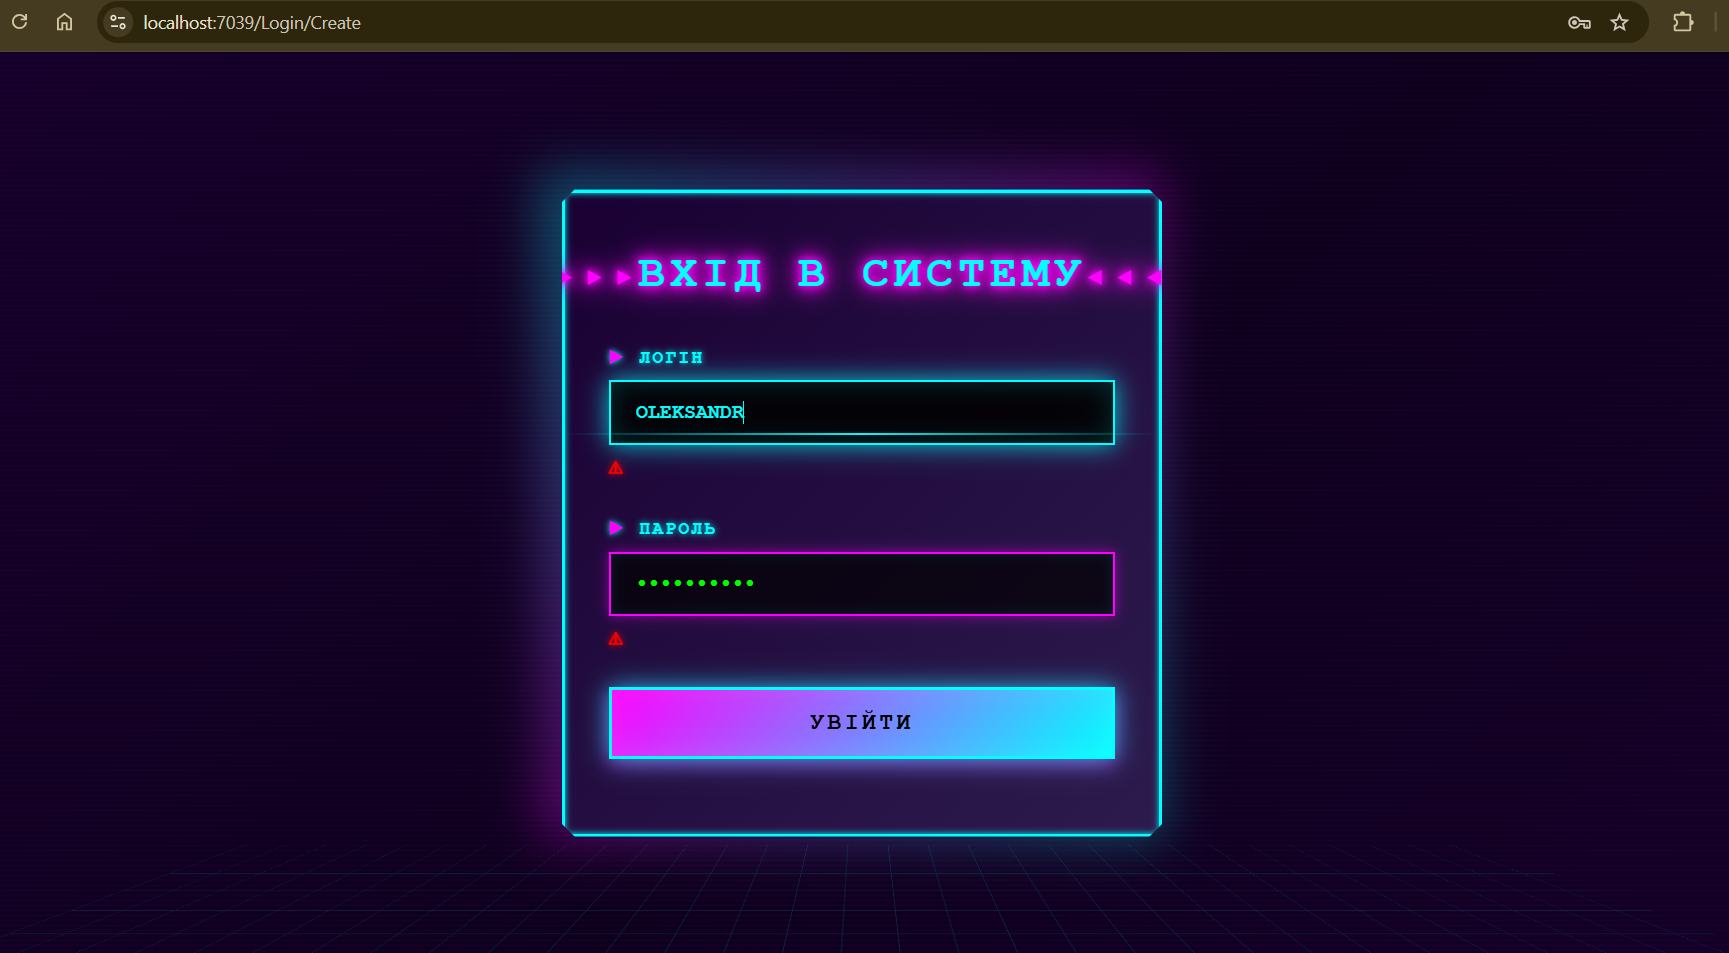 localhost:7039/Login/Create
ВХІД В СИСТЕМУ
ЛОГІН
OLEKSANDR
ПАРОЛЬ
••••••••••
УВІЙТИ